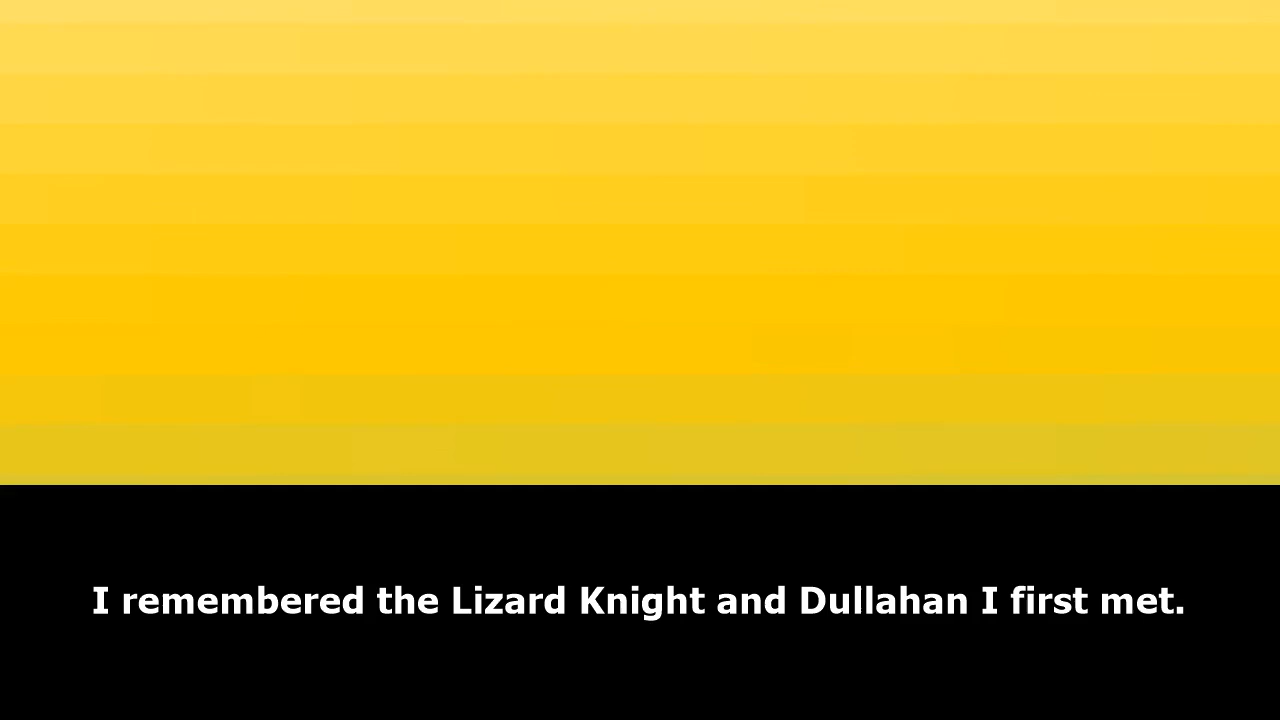 I remembered the Lizard Knight and Dullahan I first met.